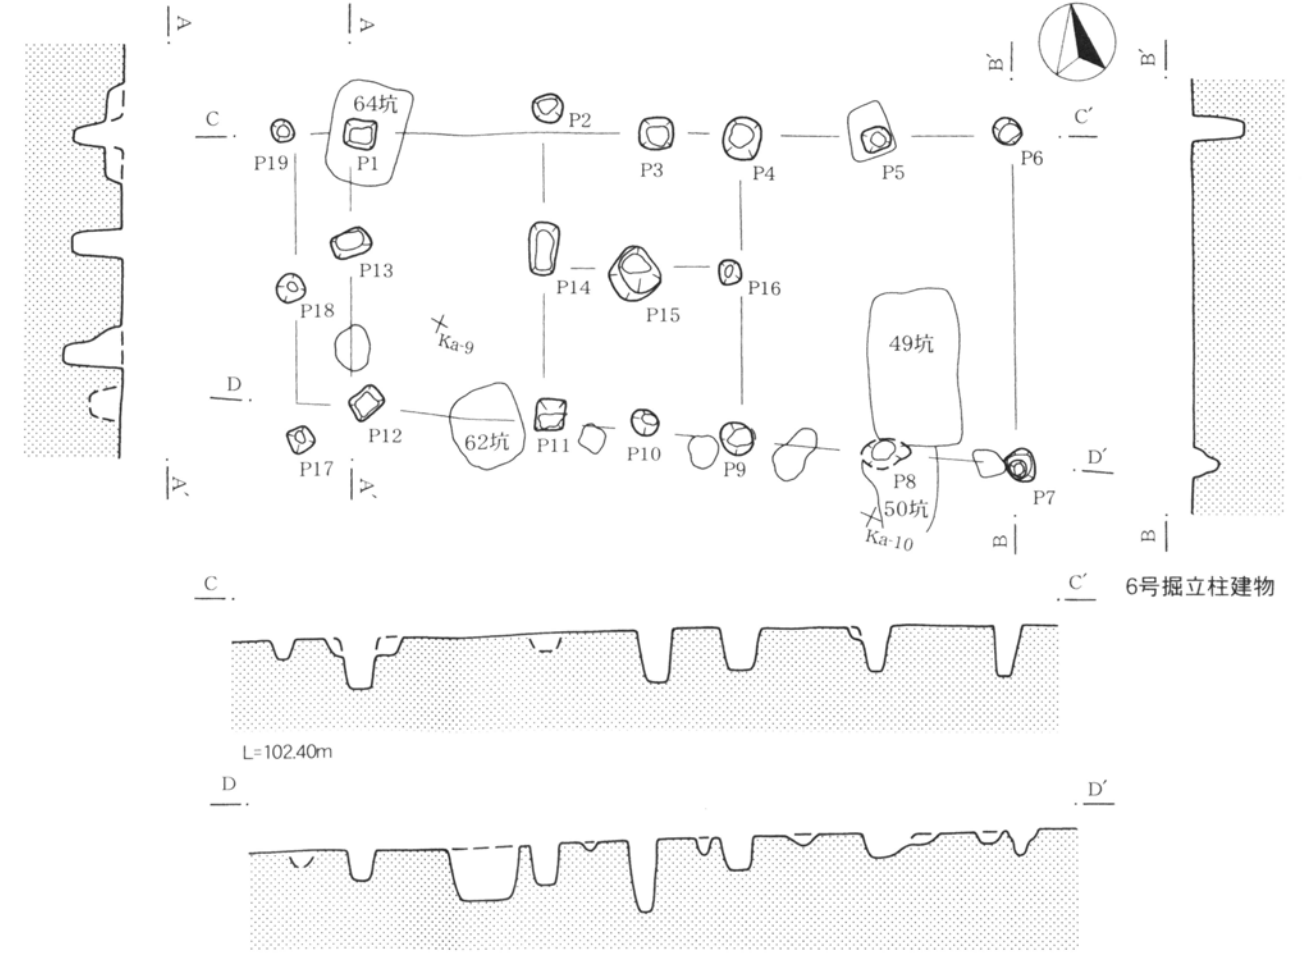 A
A
B´
B´
C
64坑
P2
C´
P19
P1
P3
P4
P5
P6
P13
P14
P15
P16
P18
Ka-9
49坑
D
P12
62坑
P11
P10
P9
P8
D´
P17
P7
A´
A´
50坑
Ka-10
B
B
C
C´
6号掘立柱建物
L=102.40m
D
D´